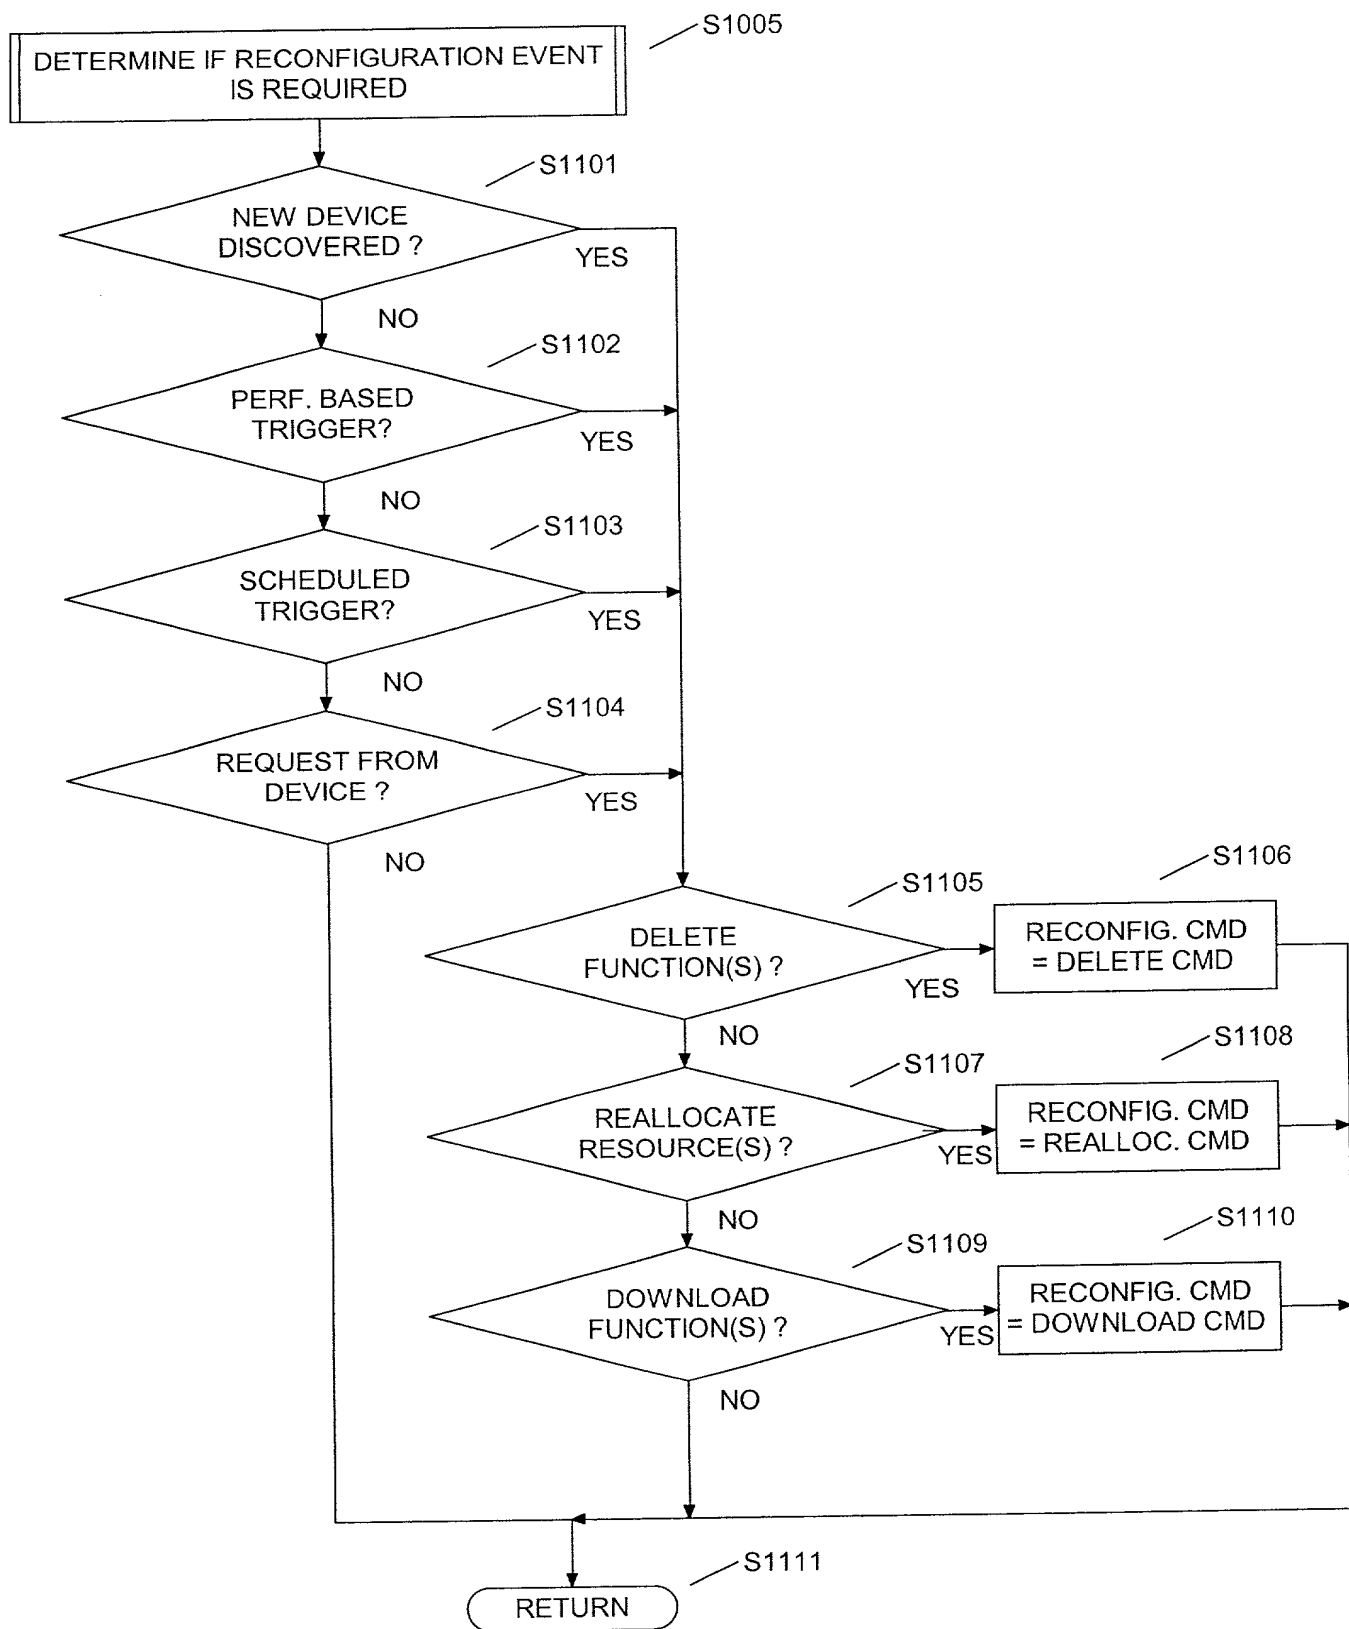 S1005
DETERMINE IF RECONFIGURATION EVENT
IS REQUIRED
S1101
NEW DEVICE
DISCOVERED ?
YES
NO
S1102
PERF. BASED
TRIGGER?
YES
NO
S1103
SCHEDULED
TRIGGER?
YES
NO
S1104
REQUEST FROM
DEVICE ?
YES
NO
S1105
DELETE
FUNCTION(S) ?
YES
NO
S1106
RECONFIG. CMD
= DELETE CMD
S1107
REALLOCATE
RESOURCE(S) ?
YES
NO
S1108
RECONFIG. CMD
= REALLOC. CMD
S1109
DOWNLOAD
FUNCTION(S) ?
YES
NO
S1110
RECONFIG. CMD
= DOWNLOAD CMD
S1111
RETURN